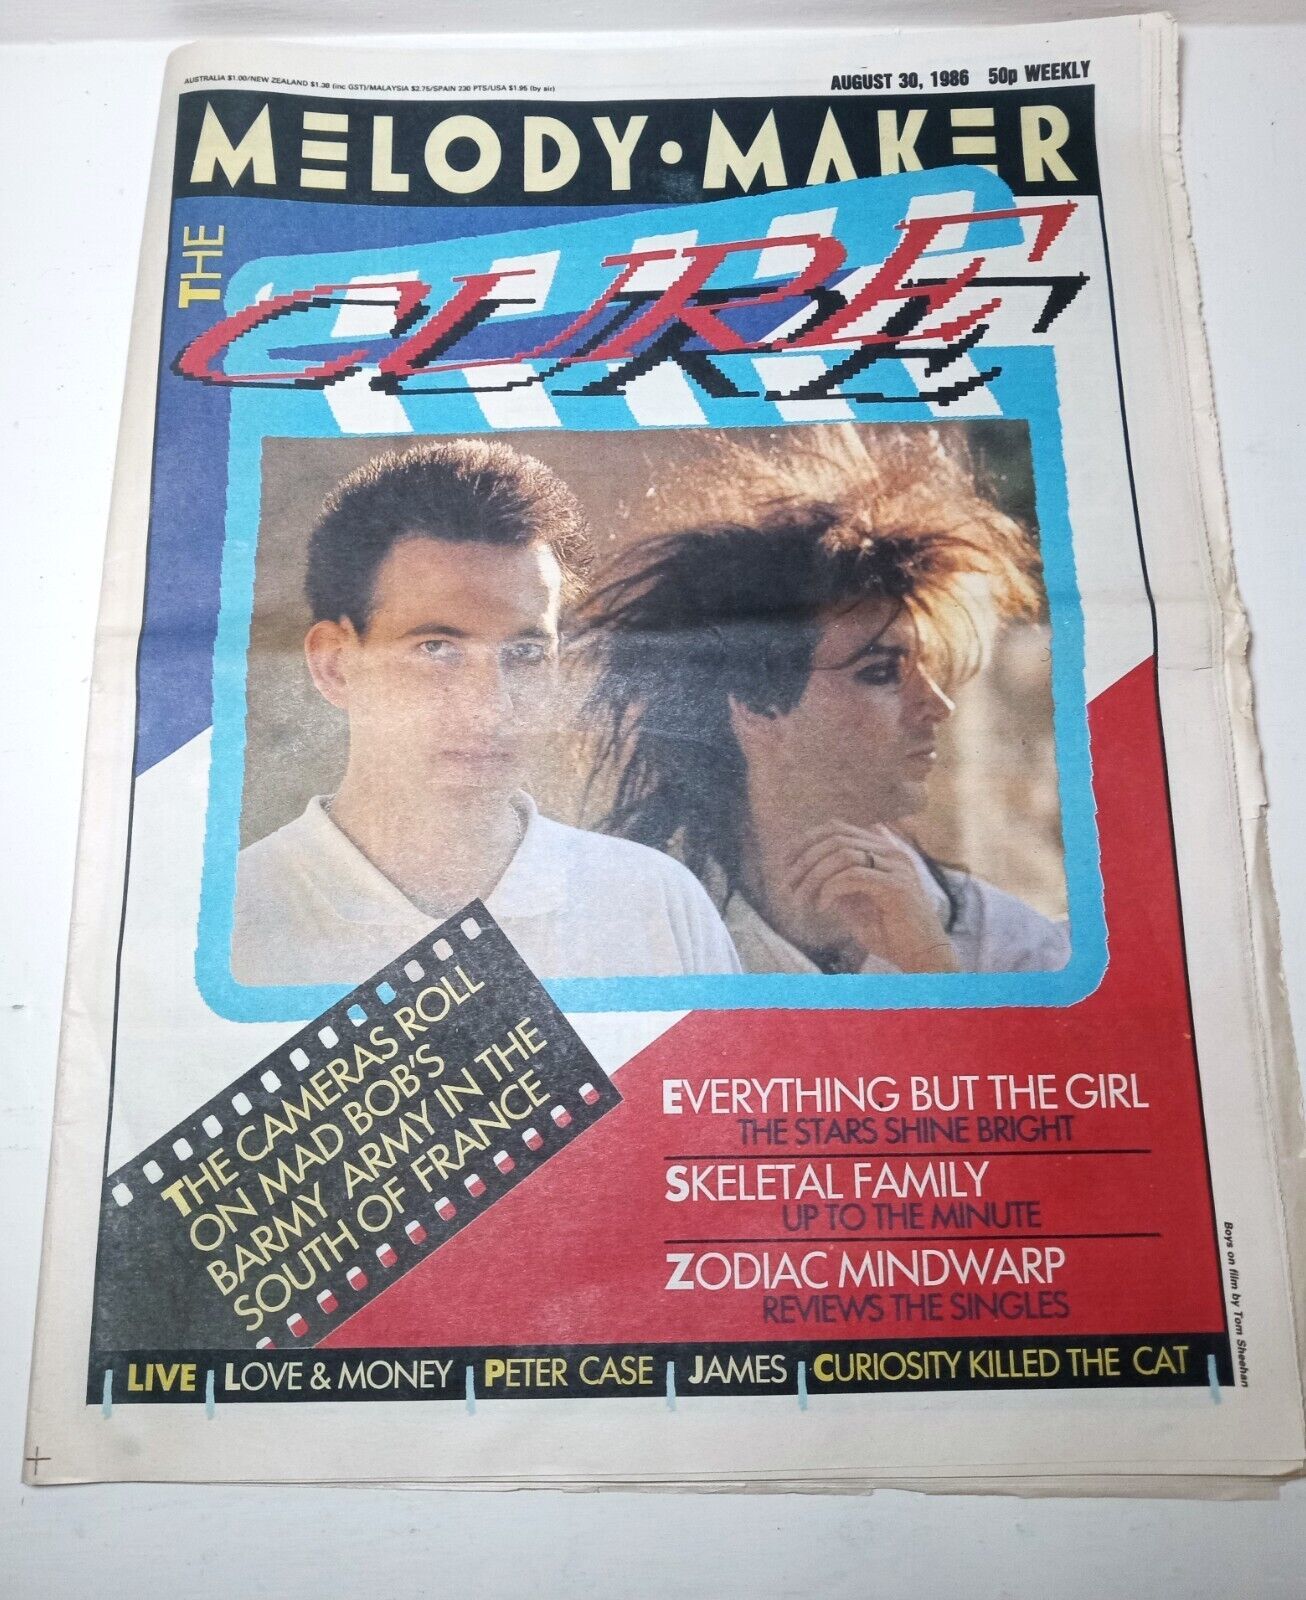 AUSTRALIA $1.00/NEW ZEALAND $1.38 (inc GST)/MALAYSIA $2.75/SPAIN 230 PTS/USA $1.95 (by air)
AUGUST 30, 1986 50p WEEKLY
MELODY·MAKER
THE
CURE
THE CAMERAS ROLL
ON MAD BOB'S
BARMY ARMY IN THE
SOUTH OF FRANCE
EVERYTHING BUT THE GIRL
THE STARS SHINE BRIGHT
SKELETAL FAMILY
UP TO THE MINUTE
ZODIAC MINDWARP
REVIEWS THE SINGLES
Boys on film by Tom Sheehan
LIVE LOVE & MONEY PETER CASE JAMES CURIOSITY KILLED THE CAT